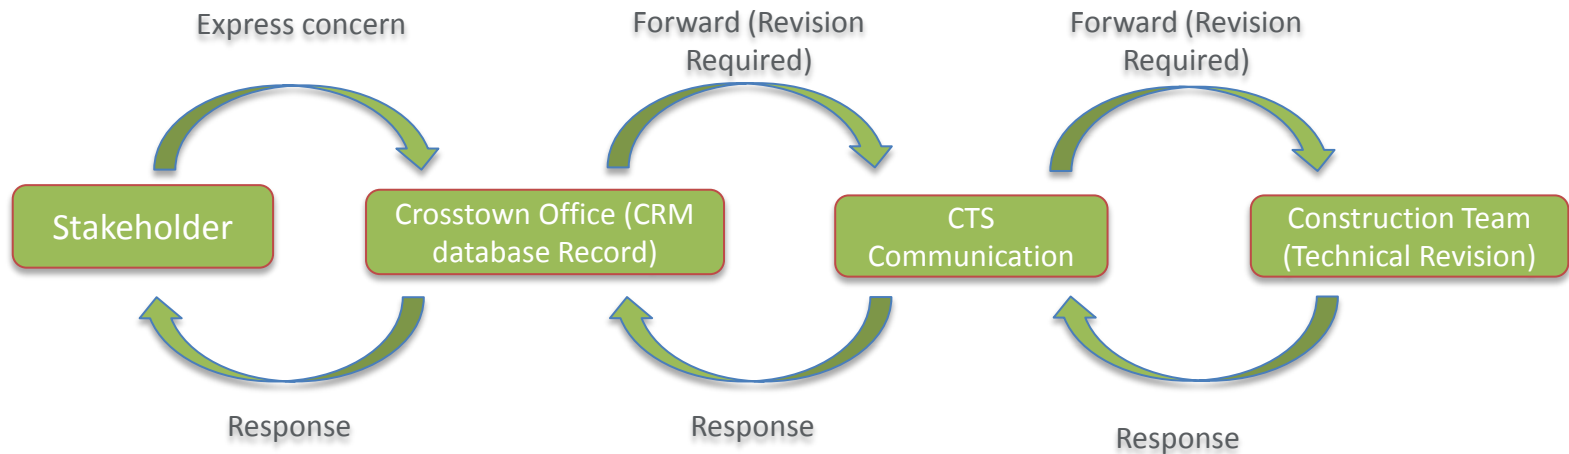 Express concern
Forward (Revision
Required)
Forward (Revision
Required)
Stakeholder
Crosstown Office (CRM
database Record)
CTS
Communication
Construction Team
(Technical Revision)
Response
Response
Response